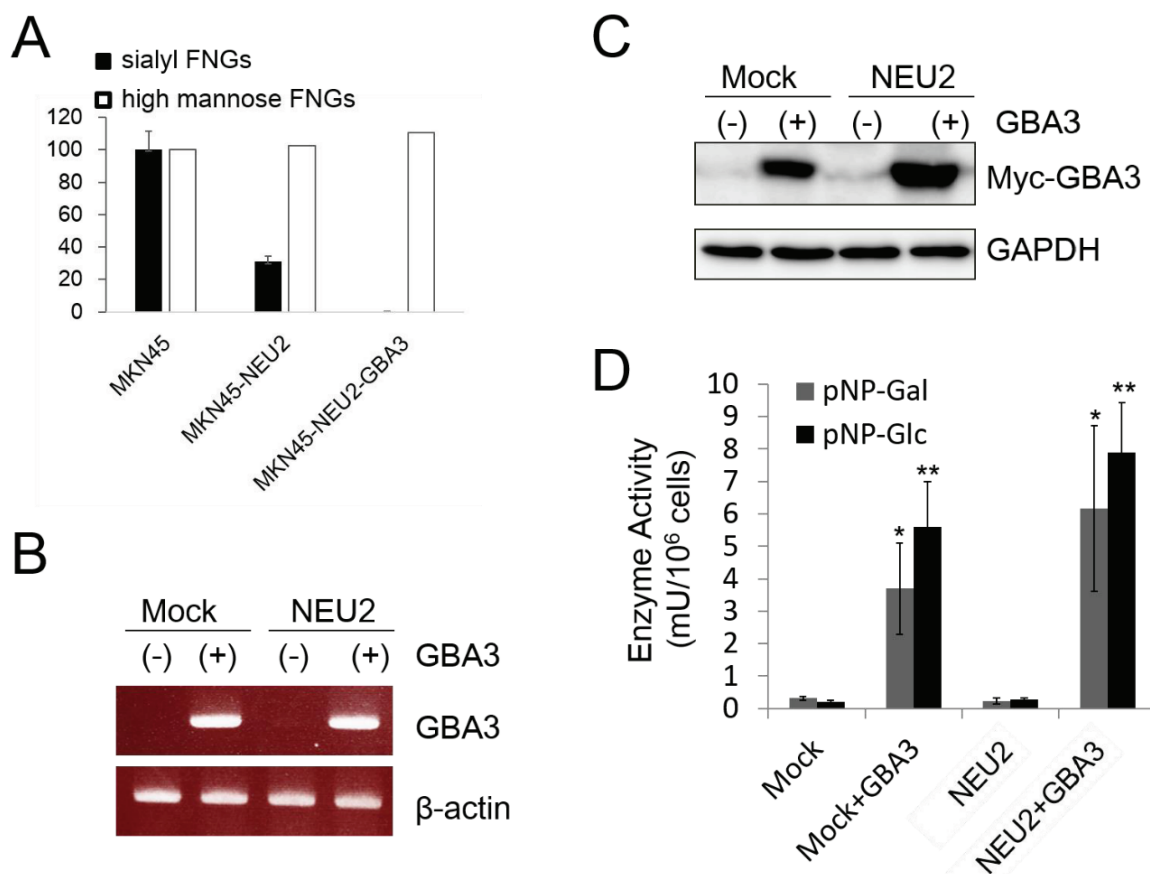 A
sialyl FNGs
high mannose FNGs
120
100
80
60
40
20
0
MKN45
MKN45-NEU2
MKN45-NEU2-GBA3
B
Mock NEU2
(-) (+) (-) (+) GBA3
GBA3
β-actin
C
Mock NEU2
(-) (+) (-) (+) GBA3
Myc-GBA3
GAPDH
D
Enzyme Activity
(mU/10⁶ cells)
10
9
8
7
6
5
4
3
2
1
0
pNP-Gal
pNP-Glc
* ** * **
Mock
Mock+GBA3
NEU2
NEU2+GBA3